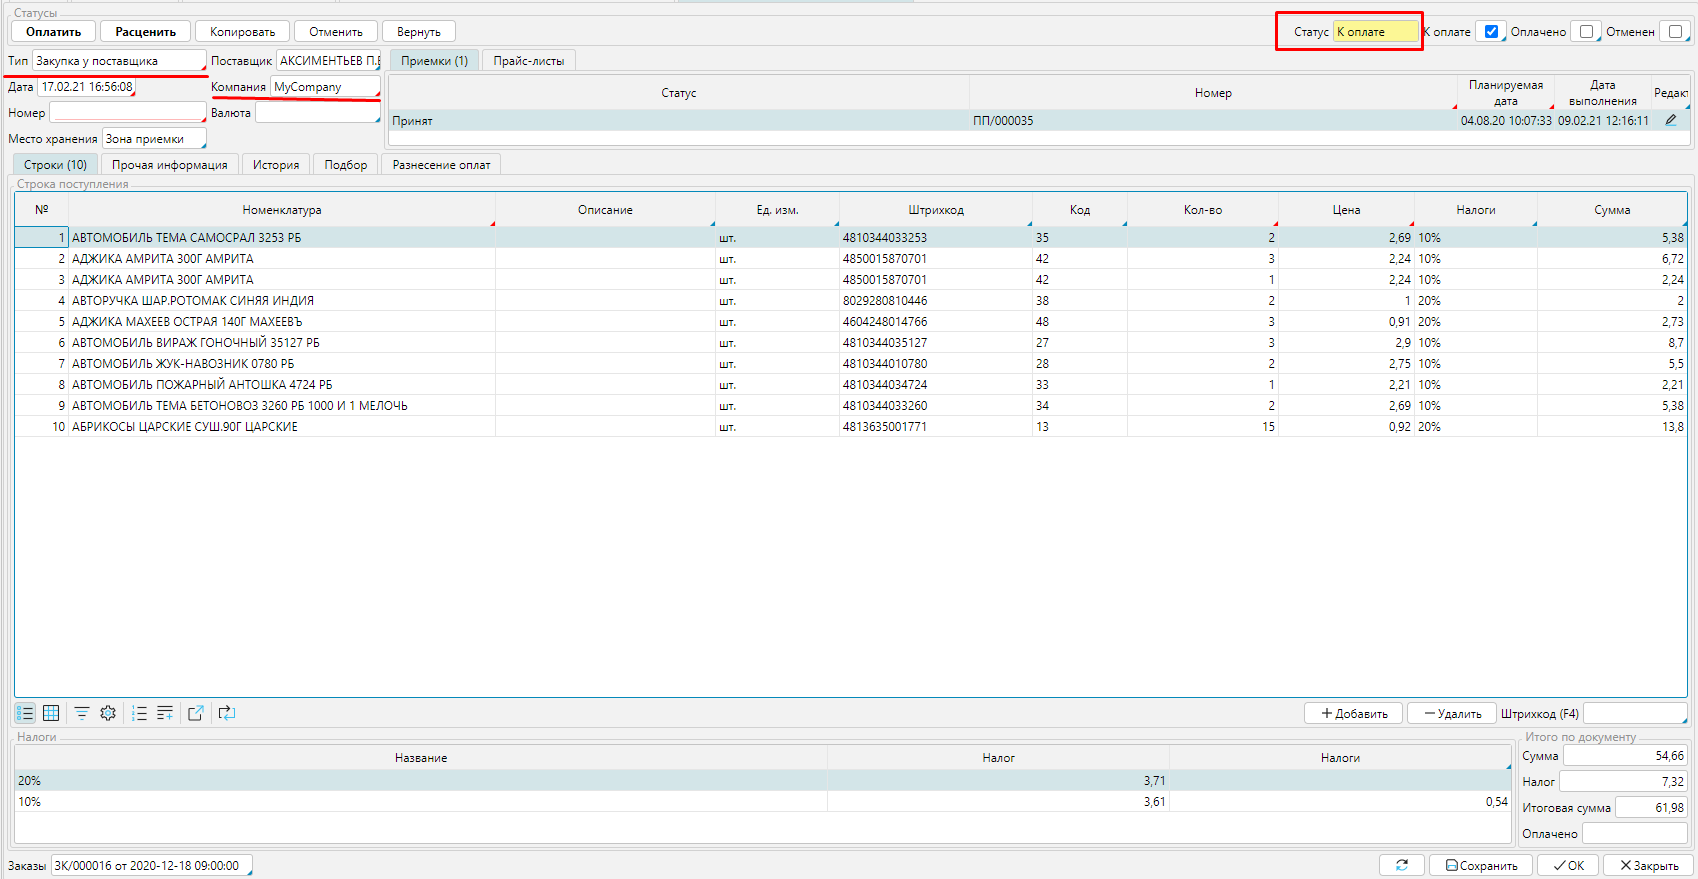 Статусы
Оплатить Расценить Копировать Отменить Вернуть Статус К оплате К оплате Оплачено Отменен
Тип Закупка у поставщика Поставщик АКСИМЕНТЬЕВ П.Е Приемки (1) Прайс-листы
Дата 17.02.21 16:56:08 Компания MyCompany
Номер Валюта
Место хранения Зона приемки
Статус Номер Планируемая дата Дата выполнения Редакт
Принят ПП/000035 04.08.20 10:07:33 09.02.21 12:16:11
Строки (10) Прочая информация История Подбор Разнесение оплат
Строка поступления
№ Номенклатура Описание Ед. изм. Штрихкод Код Кол-во Цена Налоги Сумма
1 АВТОМОБИЛЬ ТЕМА САМОСРАЛ 3253 РБ шт. 4810344033253 35 2 2,69 10% 5,38
2 АДЖИКА АМРИТА 300Г АМРИТА шт. 4850015870701 42 3 2,24 10% 6,72
3 АДЖИКА АМРИТА 300Г АМРИТА шт. 4850015870701 42 1 2,24 10% 2,24
4 АВТОРУЧКА ШАР.РОТОМАК СИНЯЯ ИНДИЯ шт. 8029280810446 38 2 1 20% 2
5 АДЖИКА МАХЕЕВ ОСТРАЯ 140Г МАХЕЕВЪ шт. 4604248014766 48 3 0,91 20% 2,73
6 АВТОМОБИЛЬ ВИРАЖ ГОНОЧНЫЙ 35127 РБ шт. 4810344035127 27 3 2,9 10% 8,7
7 АВТОМОБИЛЬ ЖУК-НАВОЗНИК 0780 РБ шт. 4810344010780 28 2 2,75 10% 5,5
8 АВТОМОБИЛЬ ПОЖАРНЫЙ АНТОШКА 4724 РБ шт. 4810344034724 33 1 2,21 10% 2,21
9 АВТОМОБИЛЬ ТЕМА БЕТОНОВОЗ 3260 РБ 1000 И 1 МЕЛОЧЬ шт. 4810344033260 34 2 2,69 10% 5,38
10 АБРИКОСЫ ЦАРСКИЕ СУШ.90Г ЦАРСКИЕ шт. 4813635001771 13 15 0,92 20% 13,8
Добавить Удалить Штрихкод (F4)
Налоги
Название Налог Налоги
20% 3,71
10% 3,61 0,54
Итого по документу
Сумма 54,66
Налог 7,32
Итоговая сумма 61,98
Оплачено
Заказы ЗК/000016 от 2020-12-18 09:00:00 Сохранить ОК Закрыть